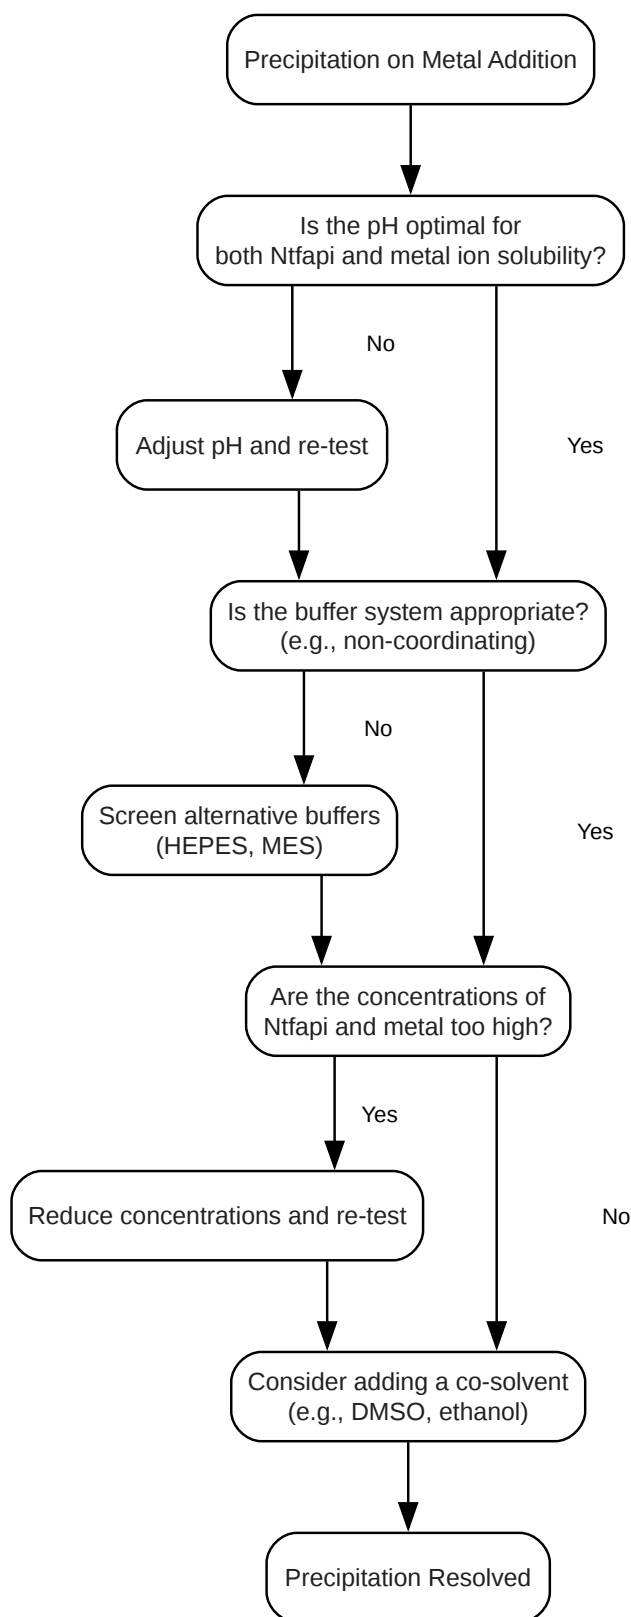 Precipitation on Metal Addition
Is the pH optimal for
both Ntfapi and metal ion solubility?
No
Adjust pH and re-test
Yes
Is the buffer system appropriate?
(e.g., non-coordinating)
No
Screen alternative buffers
(HEPES, MES)
Yes
Are the concentrations of
Ntfapi and metal too high?
Yes
Reduce concentrations and re-test
No
Consider adding a co-solvent
(e.g., DMSO, ethanol)
Precipitation Resolved